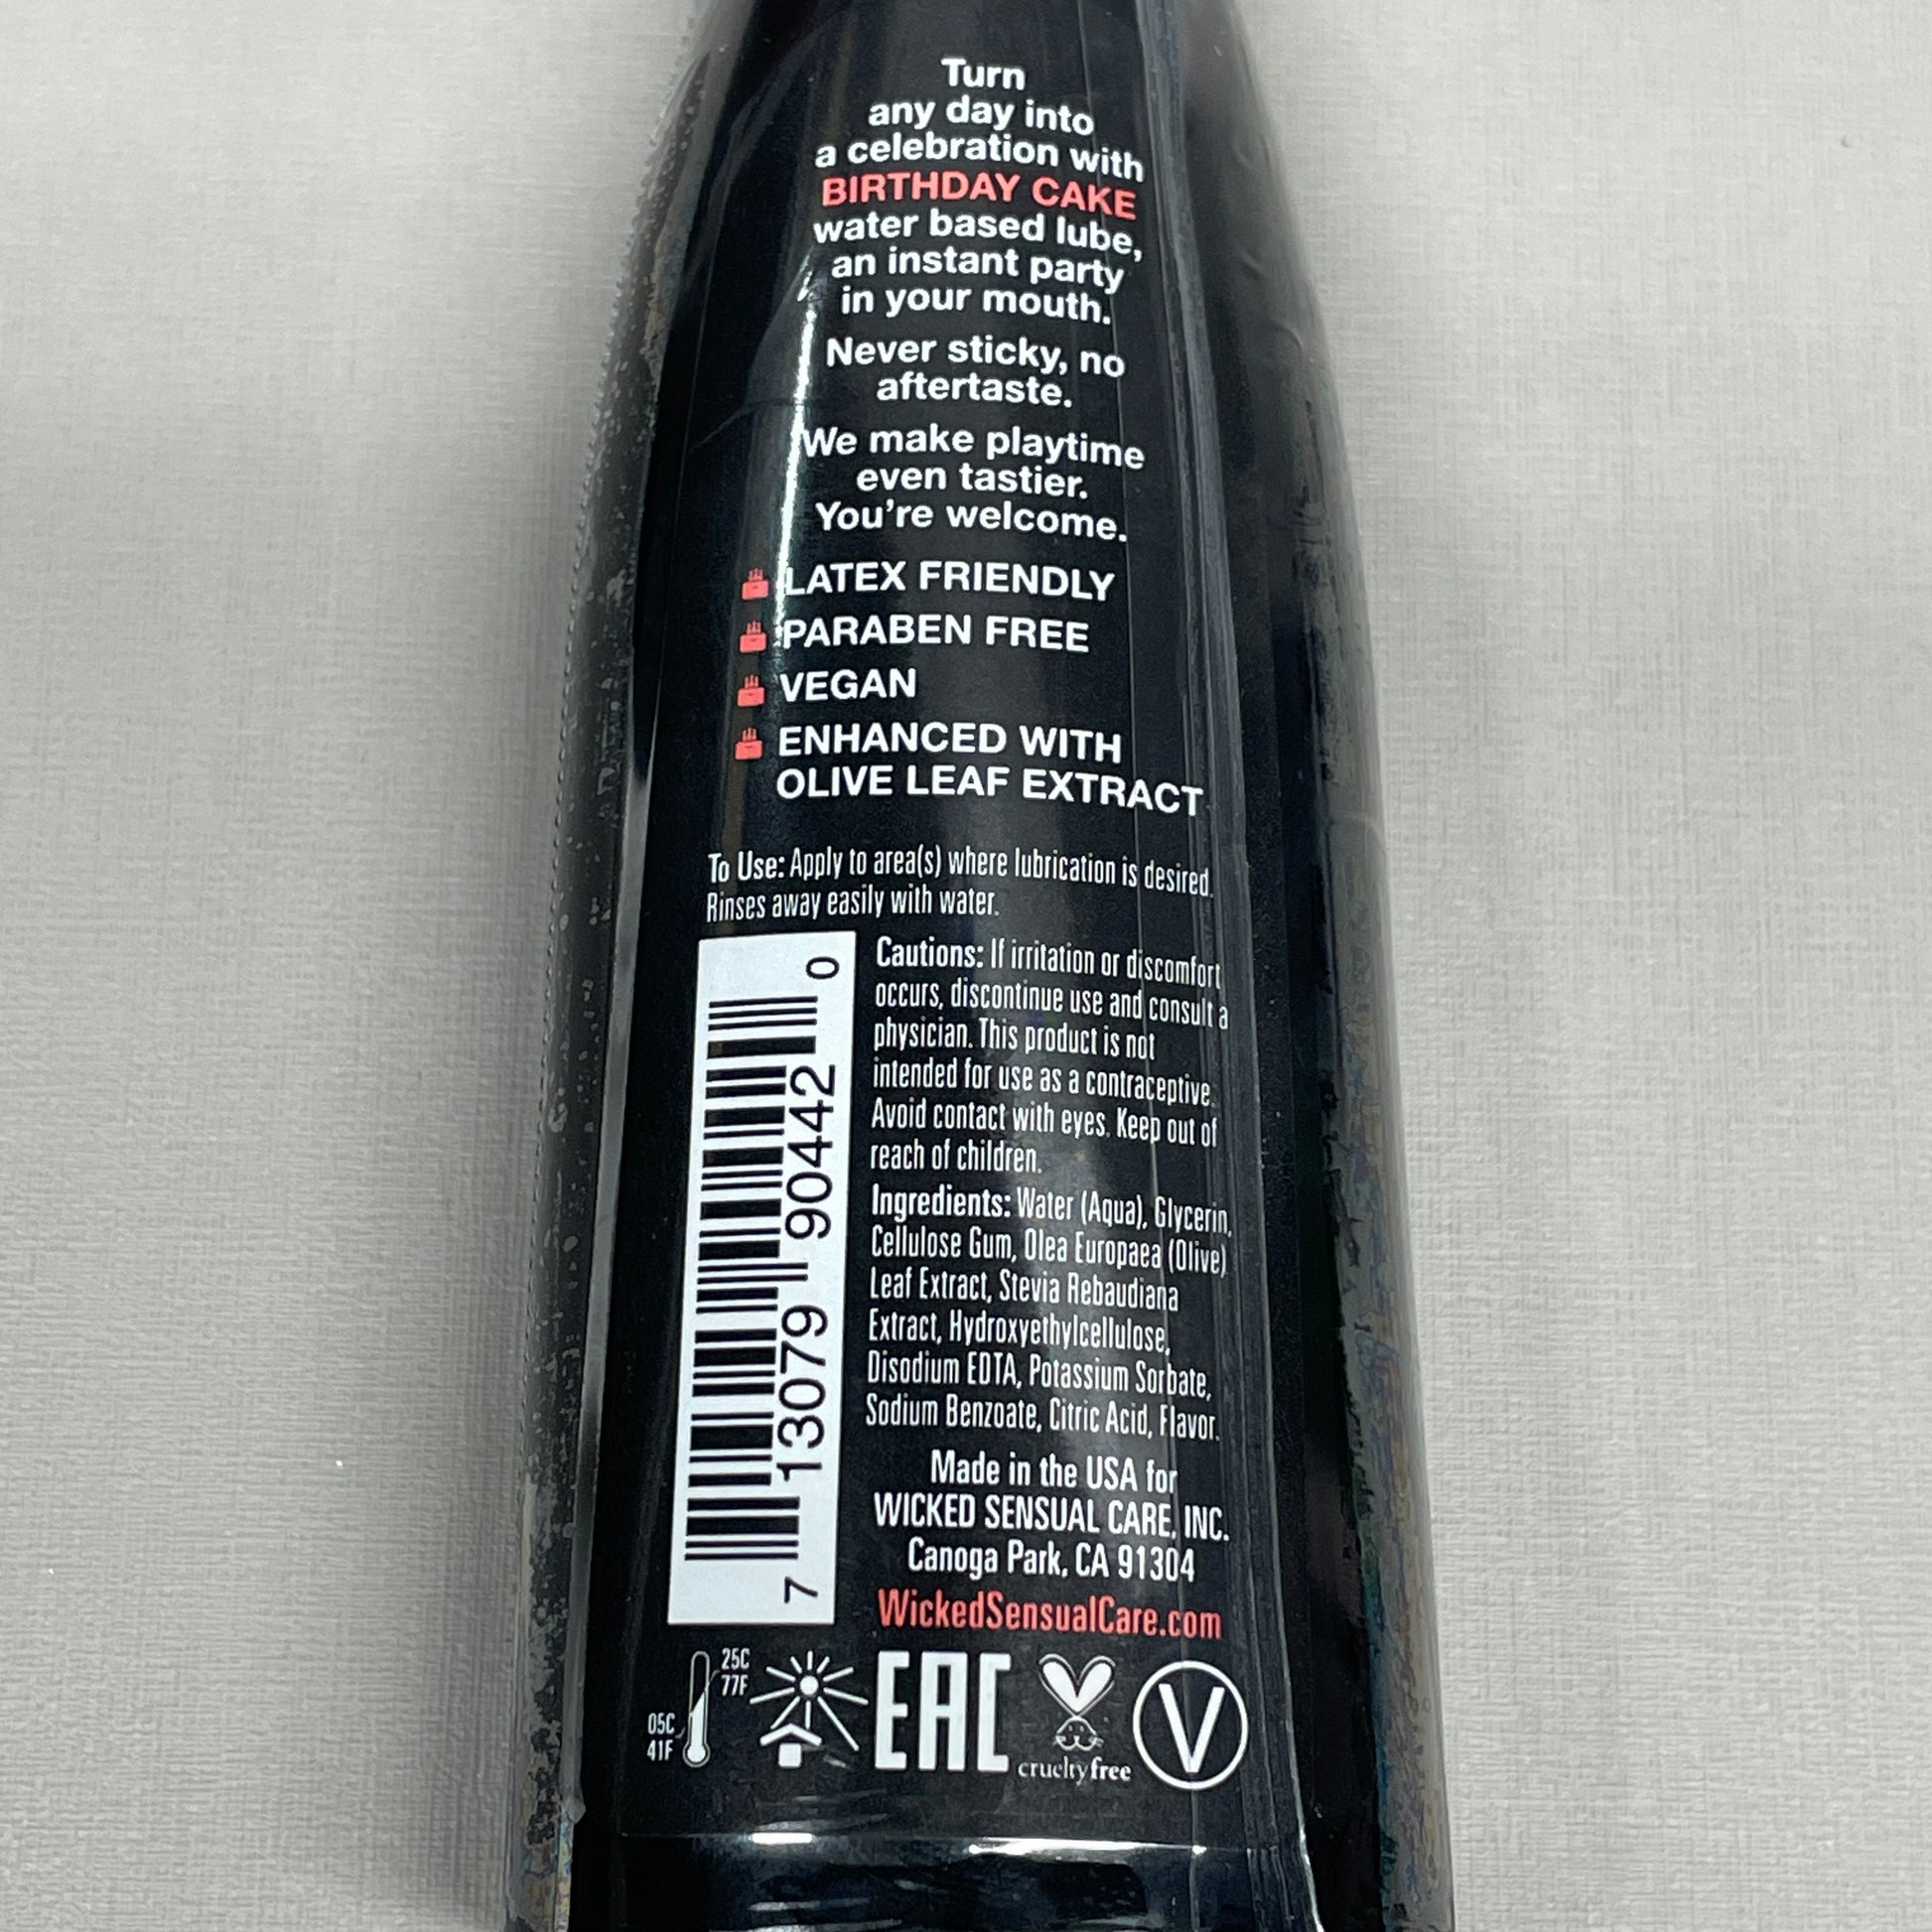 Turn
any day into
a celebration with
BIRTHDAY CAKE
water based lube,
an instant party
in your mouth.
Never sticky, no
aftertaste.
We make playtime
even tastier.
You're welcome.
LATEX FRIENDLY
PARABEN FREE
VEGAN
ENHANCED WITH
OLIVE LEAF EXTRACT
To Use: Apply to area(s) where lubrication is desired.
Rinses away easily with water.
Cautions: If irritation or discomfort
occurs, discontinue use and consult a
physician. This product is not
intended for use as a contraceptive.
Avoid contact with eyes. Keep out of
reach of children.
Ingredients: Water (Aqua), Glycerin,
Cellulose Gum, Olea Europaea (Olive)
Leaf Extract, Stevia Rebaudiana
Extract, Hydroxyethylcellulose,
Disodium EDTA, Potassium Sorbate,
Sodium Benzoate, Citric Acid, Flavor.
7 13079 90442 0
Made in the USA for
WICKED SENSUAL CARE, INC.
Canoga Park, CA 91304
WickedSensualCare.com
25C
77F
05C
41F
EAC
crueltyfree
V